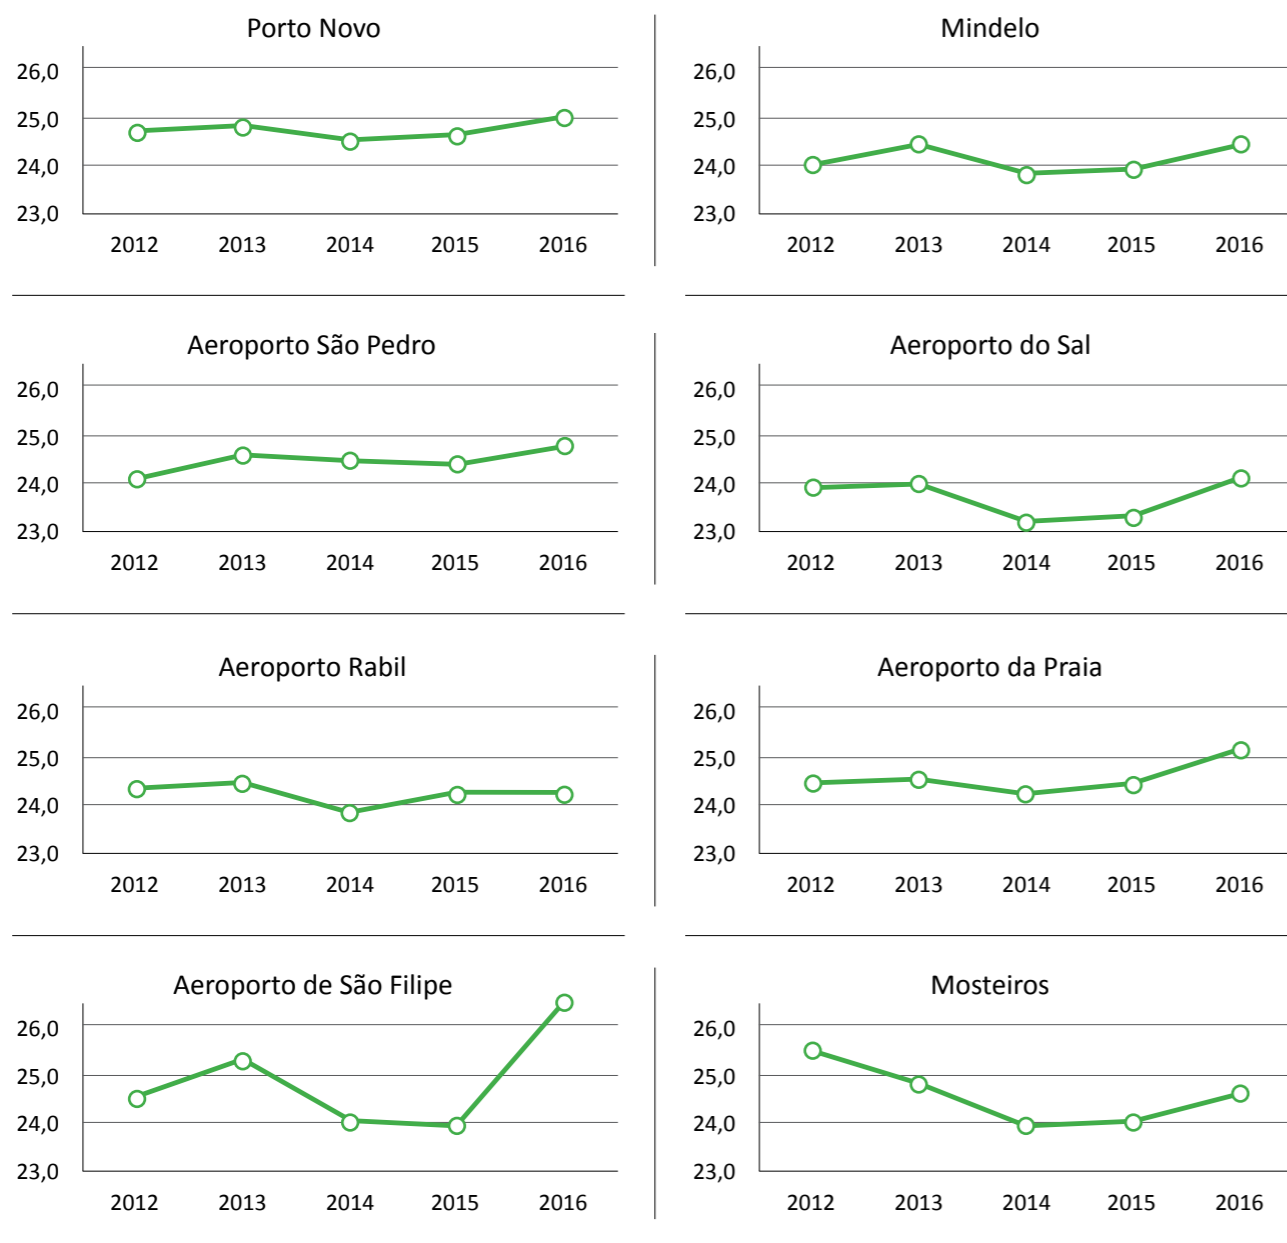 Porto Novo
26,0
25,0
24,0
23,0
2012 2013 2014 2015 2016
Mindelo
26,0
25,0
24,0
23,0
2012 2013 2014 2015 2016
Aeroporto São Pedro
26,0
25,0
24,0
23,0
2012 2013 2014 2015 2016
Aeroporto do Sal
26,0
25,0
24,0
23,0
2012 2013 2014 2015 2016
Aeroporto Rabil
26,0
25,0
24,0
23,0
2012 2013 2014 2015 2016
Aeroporto da Praia
26,0
25,0
24,0
23,0
2012 2013 2014 2015 2016
Aeroporto de São Filipe
26,0
25,0
24,0
23,0
2012 2013 2014 2015 2016
Mosteiros
26,0
25,0
24,0
23,0
2012 2013 2014 2015 2016